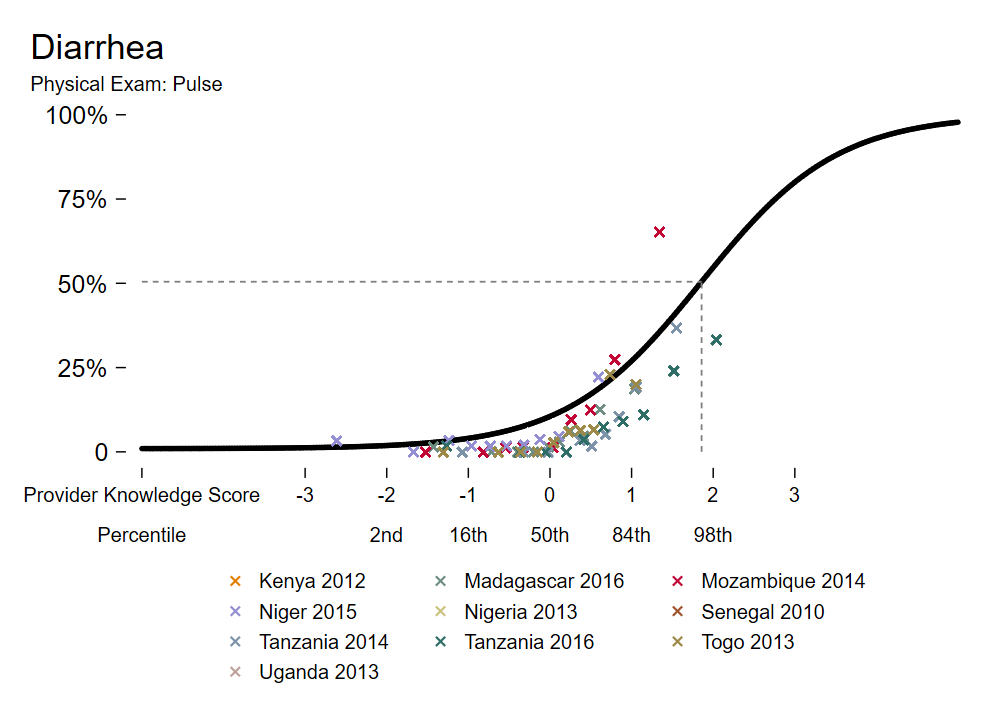 Diarrhea
Physical Exam: Pulse
100%
75%
50%
25%
0
Provider Knowledge Score -3 -2 -1 0 1 2 3
Percentile 2nd 16th 50th 84th 98th
Kenya 2012 Madagascar 2016 Mozambique 2014
Niger 2015 Nigeria 2013 Senegal 2010
Tanzania 2014 Tanzania 2016 Togo 2013
Uganda 2013